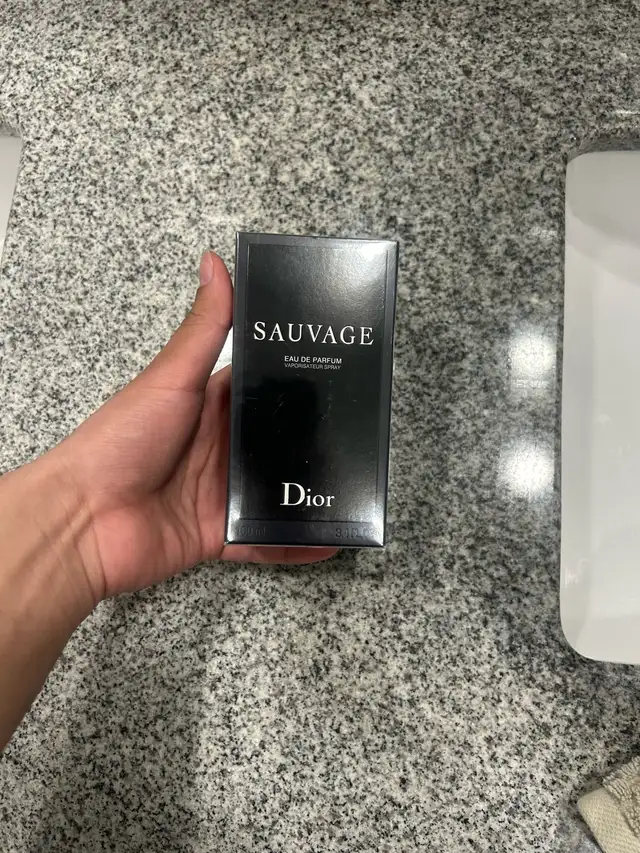 SAUVAGE
EAU DE PARFUM
VAPORISATEUR SPRAY
Dior